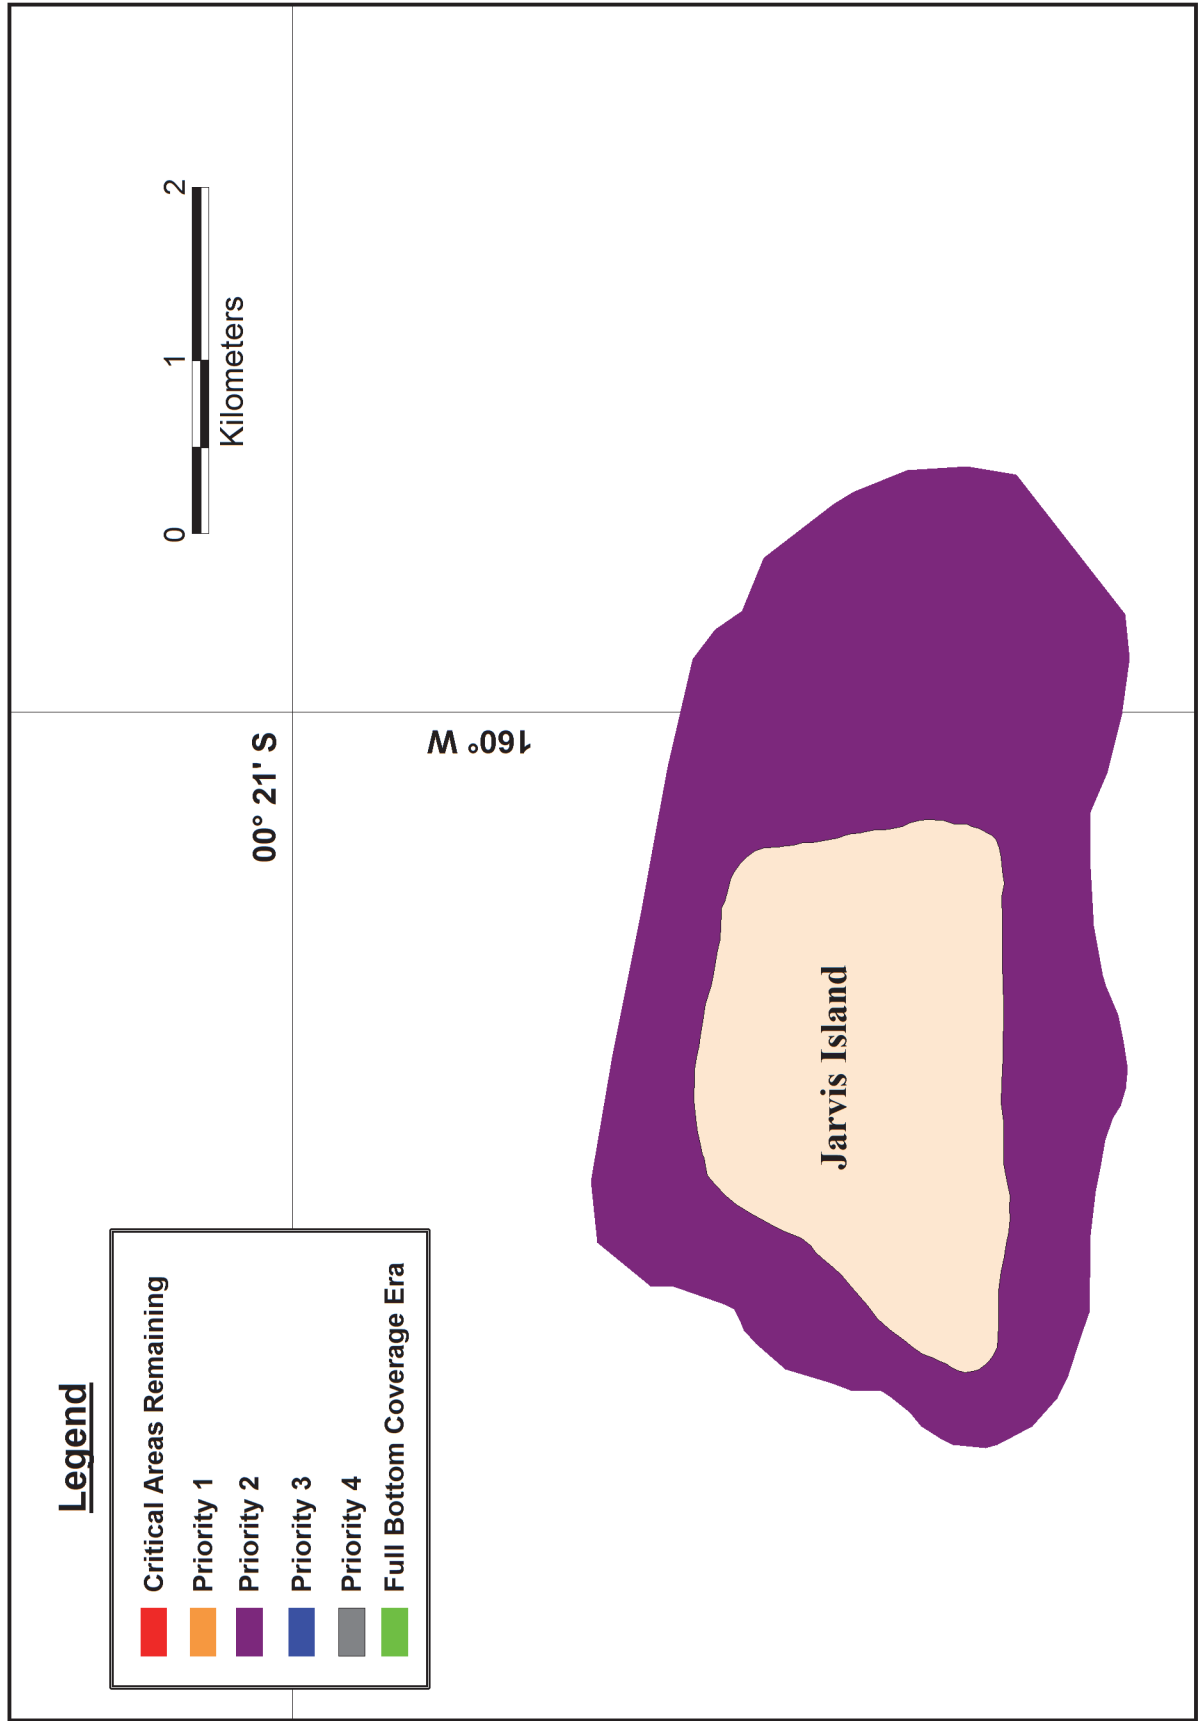 Legend
Critical Areas Remaining
Priority 1
Priority 2
Priority 3
Priority 4
Full Bottom Coverage Era
0 1 2
Kilometers
00° 21' S
160° W
Jarvis Island